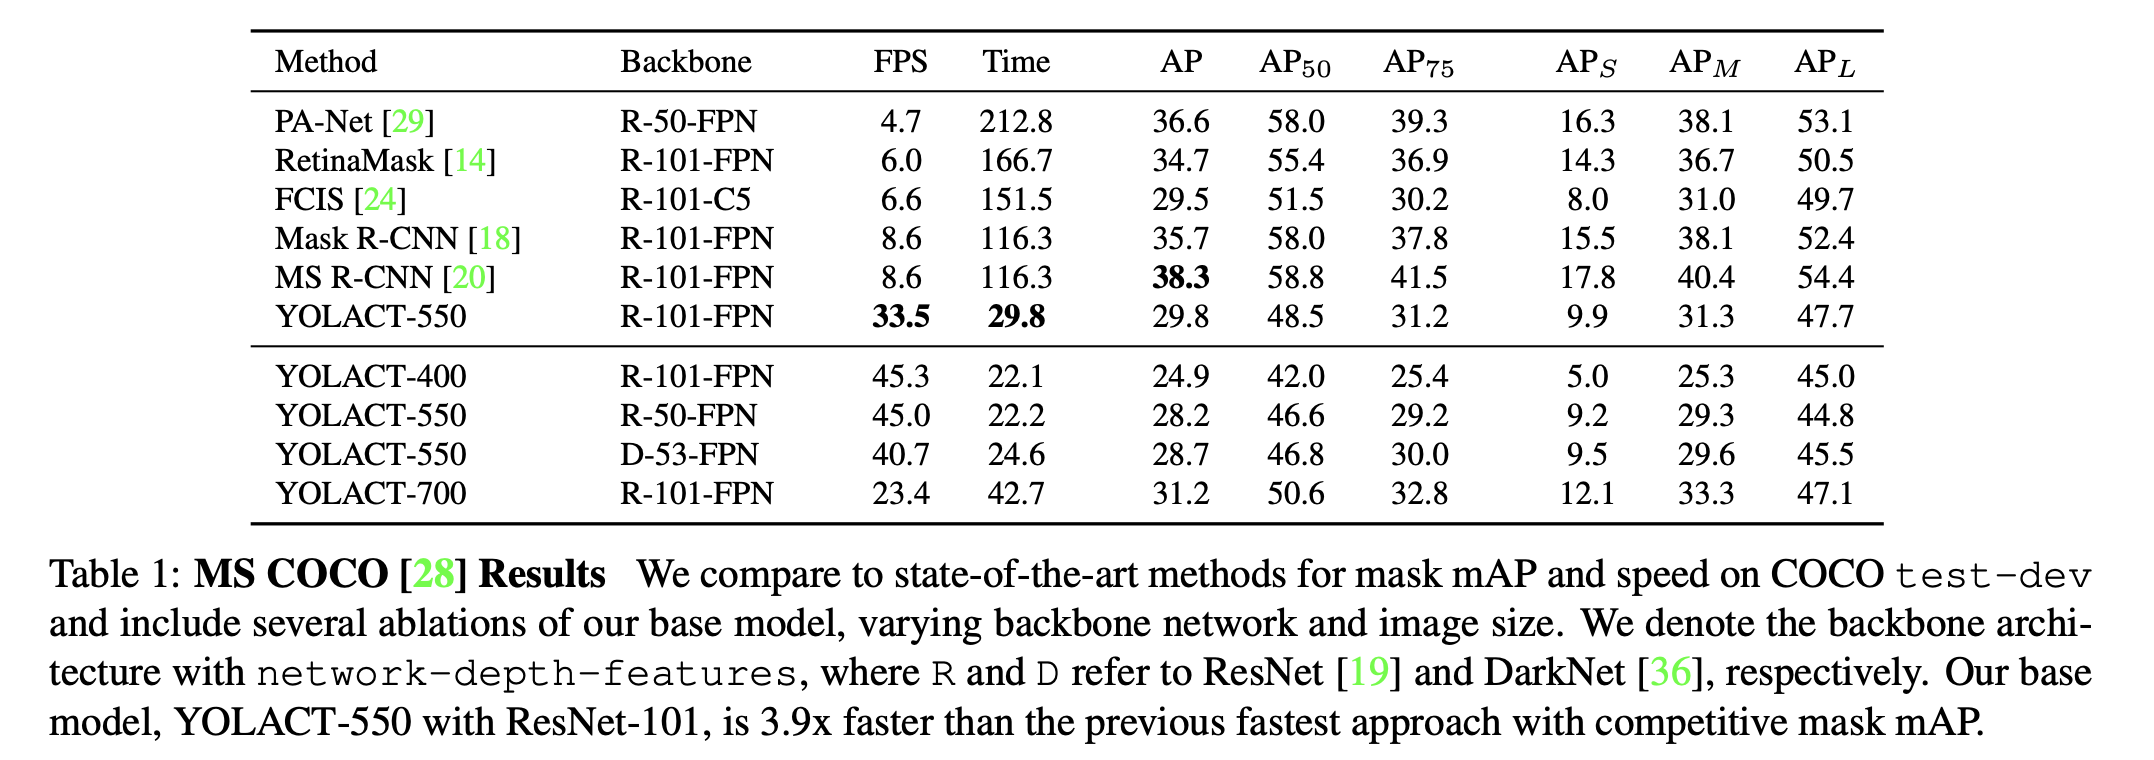 Method Backbone FPS Time AP AP50 AP75 APS APM APL
PA-Net [29] R-50-FPN 4.7 212.8 36.6 58.0 39.3 16.3 38.1 53.1
RetinaMask [14] R-101-FPN 6.0 166.7 34.7 55.4 36.9 14.3 36.7 50.5
FCIS [24] R-101-C5 6.6 151.5 29.5 51.5 30.2 8.0 31.0 49.7
Mask R-CNN [18] R-101-FPN 8.6 116.3 35.7 58.0 37.8 15.5 38.1 52.4
MS R-CNN [20] R-101-FPN 8.6 116.3 38.3 58.8 41.5 17.8 40.4 54.4
YOLACT-550 R-101-FPN 33.5 29.8 29.8 48.5 31.2 9.9 31.3 47.7
YOLACT-400 R-101-FPN 45.3 22.1 24.9 42.0 25.4 5.0 25.3 45.0
YOLACT-550 R-50-FPN 45.0 22.2 28.2 46.6 29.2 9.2 29.3 44.8
YOLACT-550 D-53-FPN 40.7 24.6 28.7 46.8 30.0 9.5 29.6 45.5
YOLACT-700 R-101-FPN 23.4 42.7 31.2 50.6 32.8 12.1 33.3 47.1
Table 1: MS COCO [28] Results We compare to state-of-the-art methods for mask mAP and speed on COCO test-dev
and include several ablations of our base model, varying backbone network and image size. We denote the backbone archi-
tecture with network-depth-features, where R and D refer to ResNet [19] and DarkNet [36], respectively. Our base
model, YOLACT-550 with ResNet-101, is 3.9x faster than the previous fastest approach with competitive mask mAP.